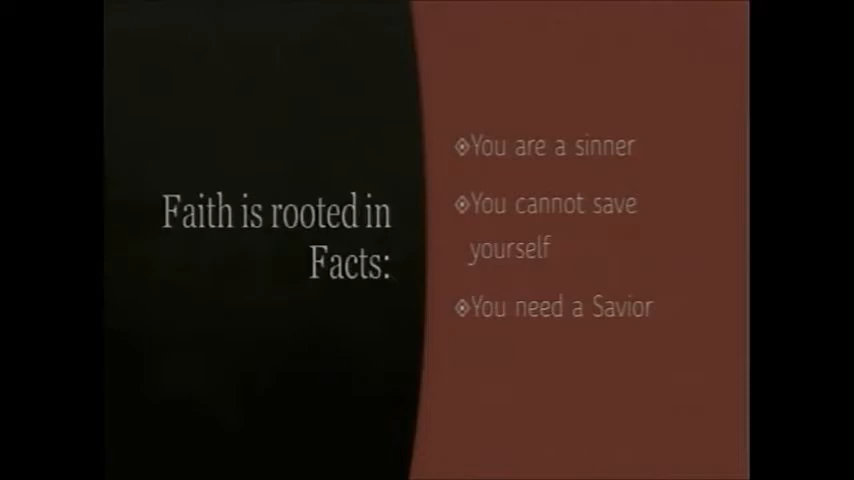 Faith is rooted in
Facts:
You are a sinner
You cannot save
yourself
You need a Savior